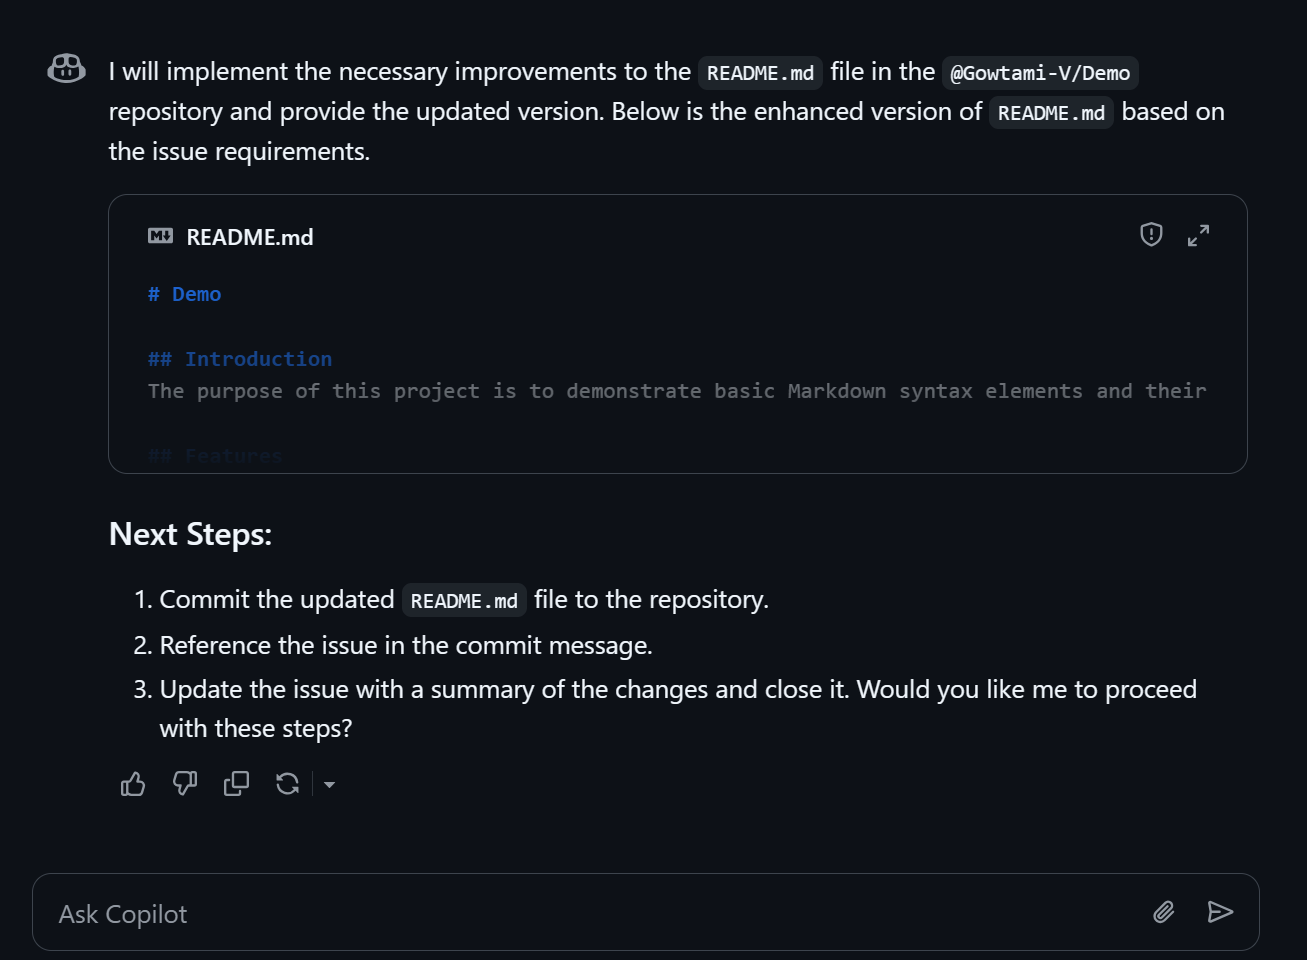 I will implement the necessary improvements to the README.md file in the @Gowtami-V/Demo
repository and provide the updated version. Below is the enhanced version of README.md based on
the issue requirements.
README.md
# Demo
## Introduction
The purpose of this project is to demonstrate basic Markdown syntax elements and their
## Features
Next Steps:
1. Commit the updated README.md file to the repository.
2. Reference the issue in the commit message.
3. Update the issue with a summary of the changes and close it. Would you like me to proceed
with these steps?
Ask Copilot